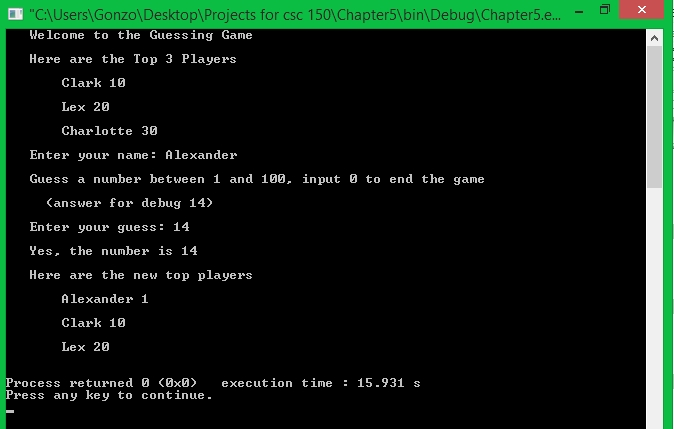 "C:\Users\Gonzo\Desktop\Projects for csc 150\Chapter5\bin\Debug\Chapter5.e...
Welcome to the Guessing Game
Here are the Top 3 Players
Clark 10
Lex 20
Charlotte 30
Enter your name: Alexander
Guess a number between 1 and 100, input 0 to end the game
(answer for debug 14)
Enter your guess: 14
Yes, the number is 14
Here are the new top players
Alexander 1
Clark 10
Lex 20
Process returned 0 (0x0)   execution time : 15.931 s
Press any key to continue.